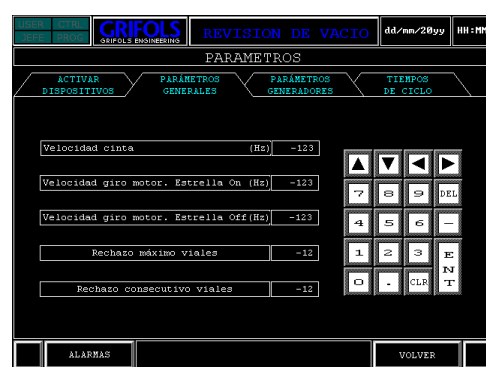 USER CTRL
JEFE PROG
GRIFOLS
GRIFOLS ENGINEERING
REVISION DE VACIO
dd/mm/20yy
HH:MM
PARAMETROS
ACTIVAR
DISPOSITIVOS
PARÁMETROS
GENERALES
PARÁMETROS
GENERADORES
TIEMPOS
DE CICLO
Velocidad cinta (Hz) -123
Velocidad giro motor. Estrella On (Hz) -123
Velocidad giro motor. Estrella Off(Hz) -123
Rechazo máximo viales -12
Rechazo consecutivo viales -12
7 8 9 DEL
4 5 6 -
1 2 3 ENT
0 . CLR
ALARMAS
VOLVER